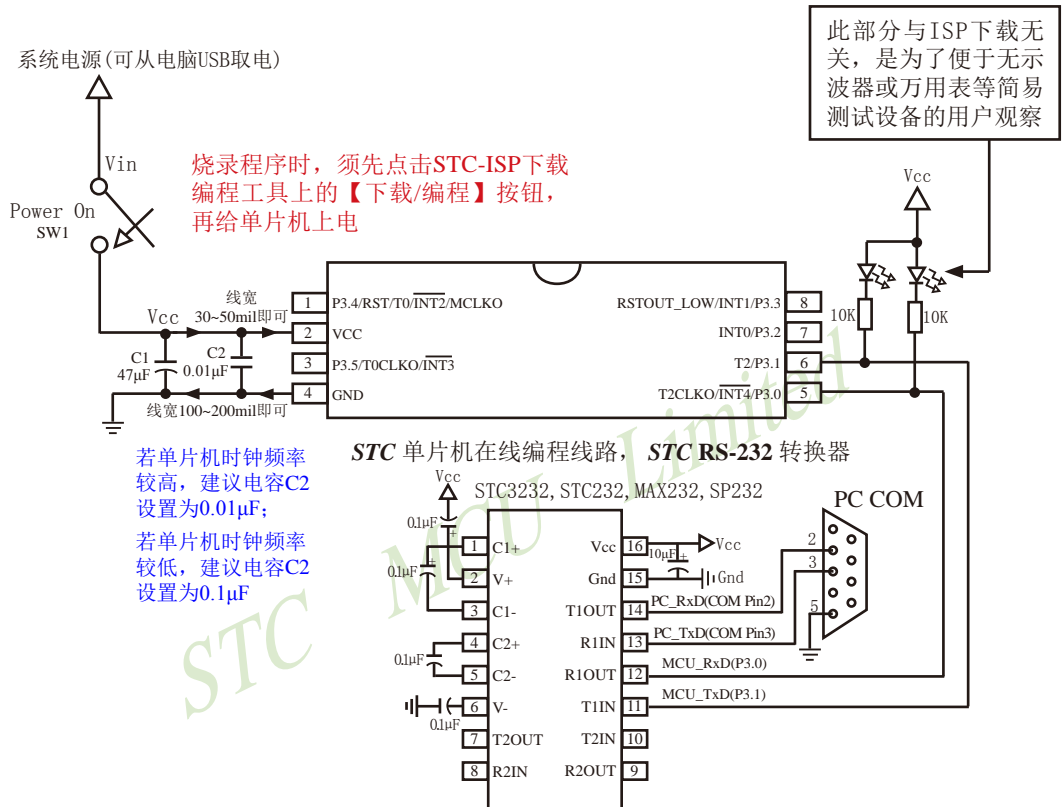 系统电源(可从电脑USB取电)
此部分与ISP下载无
关，是为了便于无示
波器或万用表等简易
测试设备的用户观察
Vin
Power On
SW1
烧录程序时，须先点击STC-ISP下载
编程工具上的【下载/编程】按钮，
再给单片机上电
Vcc
10K
10K
线宽
30~50mil即可
Vcc
C1
47μF
C2
0.01μF
线宽100~200mil即可
1 P3.4/RST/T0/INT2/MCLKO
2 VCC
3 P3.5/T0CLKO/INT3
4 GND
RSTOUT_LOW/INT1/P3.3 8
INT0/P3.2 7
T2/P3.1 6
T2CLKO/INT4/P3.0 5
若单片机时钟频率
较高，建议电容C2
设置为0.01μF；
若单片机时钟频率
较低，建议电容C2
设置为0.1μF
STC 单片机在线编程线路， STC RS-232 转换器
STC3232,STC232,MAX232,SP232
Vcc
0.1μF
+
0.1μF
+
0.1μF
0.1μF
1 C1+
2 V+
3 C1-
4 C2+
5 C2-
6 V-
7 T2OUT
8 R2IN
Vcc 16
Gnd 15
T1OUT 14
R1IN 13
R1OUT 12
T1IN 11
T2IN 10
R2OUT 9
10μF
+
Vcc
Gnd
PC_RxD(COM Pin2)
PC_TxD(COM Pin3)
MCU_RxD(P3.0)
MCU_TxD(P3.1)
PC COM
2
3
5
STC MCU Limited